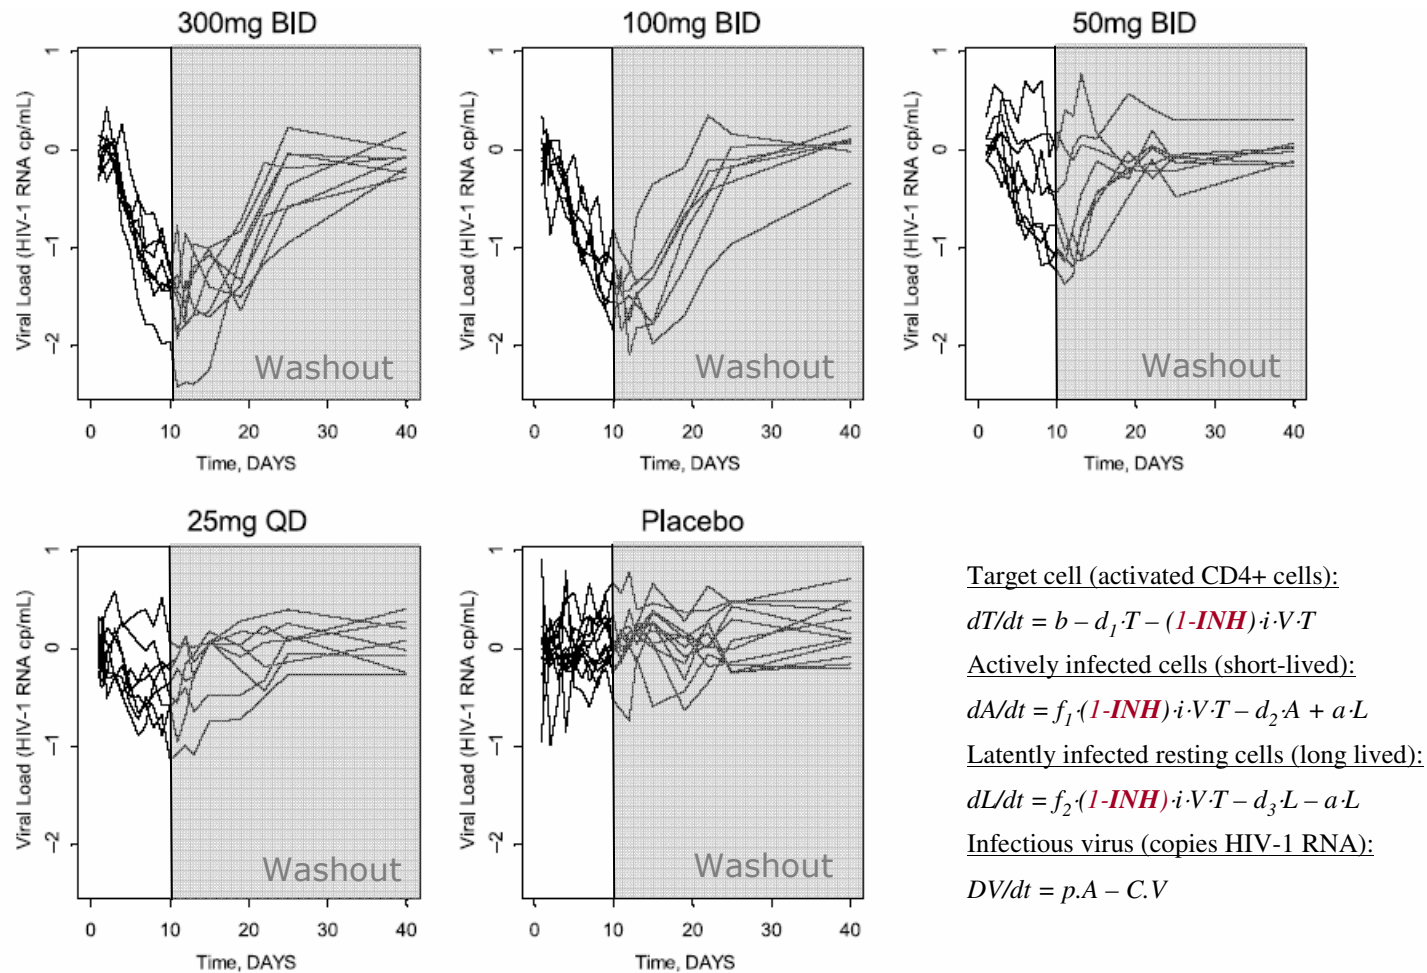 300mg BID
Viral Load (HIV-1 RNA cp/mL)
1
0
-1
-2
Washout
0 10 20 30 40
Time, DAYS
100mg BID
Viral Load (HIV-1 RNA cp/mL)
1
0
-1
-2
Washout
0 10 20 30 40
Time, DAYS
50mg BID
Viral Load (HIV-1 RNA cp/mL)
1
0
-1
-2
Washout
0 10 20 30 40
Time, DAYS
25mg QD
Viral Load (HIV-1 RNA cp/mL)
1
0
-1
-2
Washout
0 10 20 30 40
Time, DAYS
Placebo
Viral Load (HIV-1 RNA cp/mL)
1
0
-1
-2
Washout
0 10 20 30 40
Time, DAYS
Target cell (activated CD4+ cells):
dT/dt = b – d₁·T – (1-INH)·i·V·T
Actively infected cells (short-lived):
dA/dt = f₁·(1-INH)·i·V·T – d₂·A + a·L
Latently infected resting cells (long lived):
dL/dt = f₂·(1-INH)·i·V·T – d₃·L – a·L
Infectious virus (copies HIV-1 RNA):
DV/dt = p.A – C.V